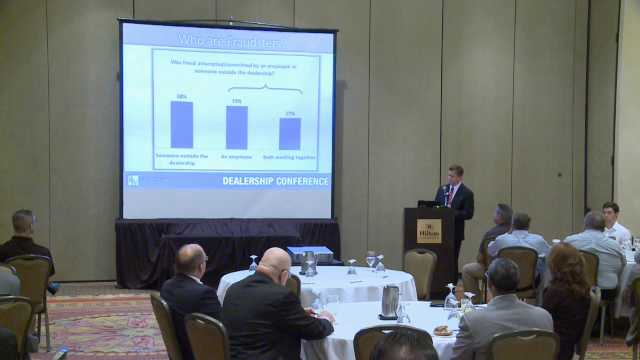 Who are Fraudsters?
Was fraud attempted/committed by an employee or
someone outside the dealership?
38%
35%
27%
Someone outside the
dealership
An employee
Both working together
DEALERSHIP CONFERENCE
Hilton